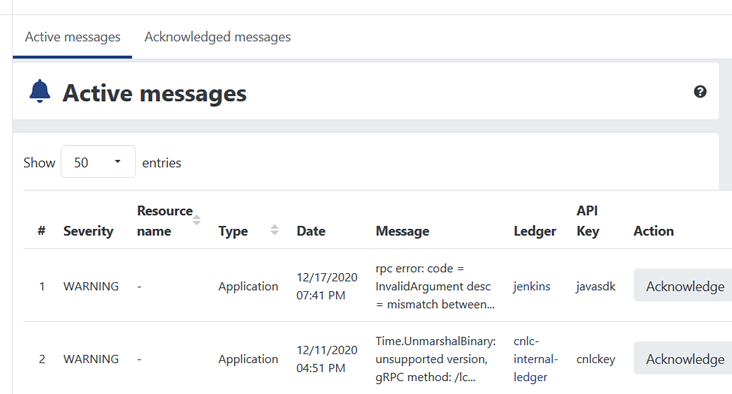 Active messages Acknowledged messages
Active messages
Show 50 entries
# Severity Resource name Type Date Message Ledger API Key Action
1 WARNING - Application 12/17/2020 07:41 PM rpc error: code = InvalidArgument desc = mismatch between... jenkins javasdk Acknowledge
2 WARNING - Application 12/11/2020 04:51 PM Time.UnmarshalBinary: unsupported version, gRPC method: /lc... cnlc-internal-ledger cnlckey Acknowledge